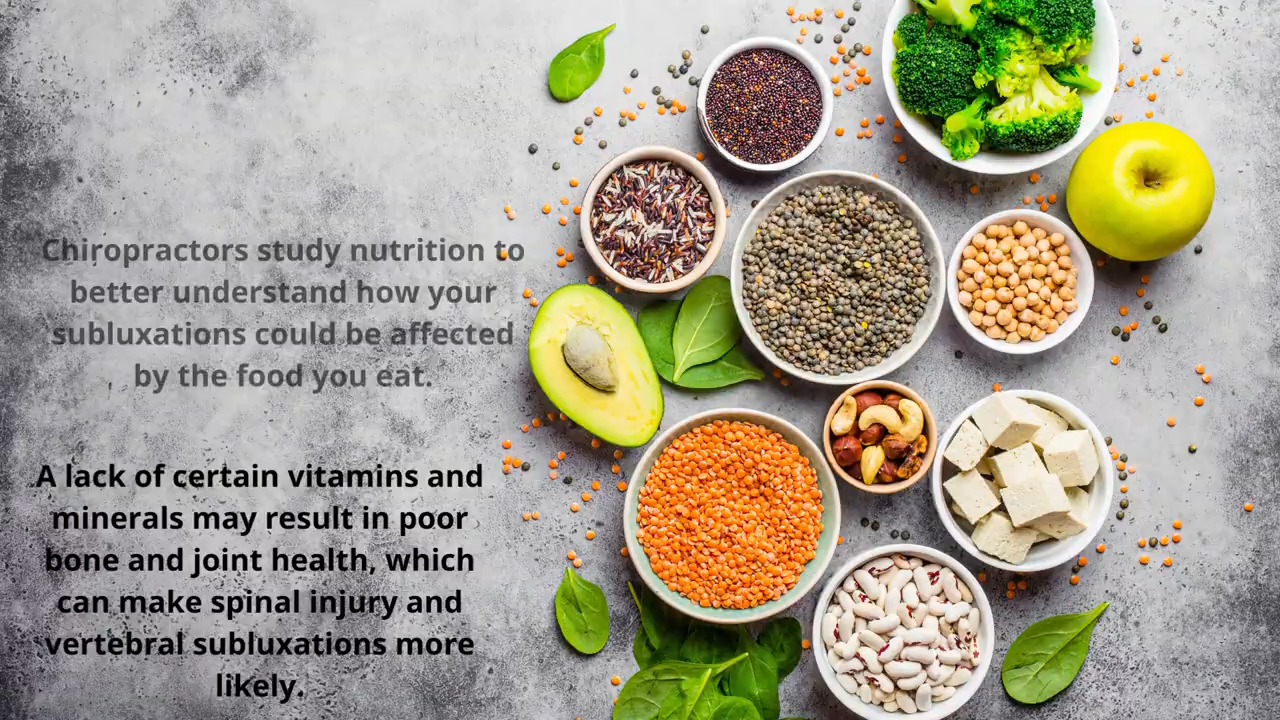 Chiropractors study nutrition to
better understand how your
subluxations could be affected
by the food you eat.
A lack of certain vitamins and
minerals may result in poor
bone and joint health, which
can make spinal injury and
vertebral subluxations more
likely.